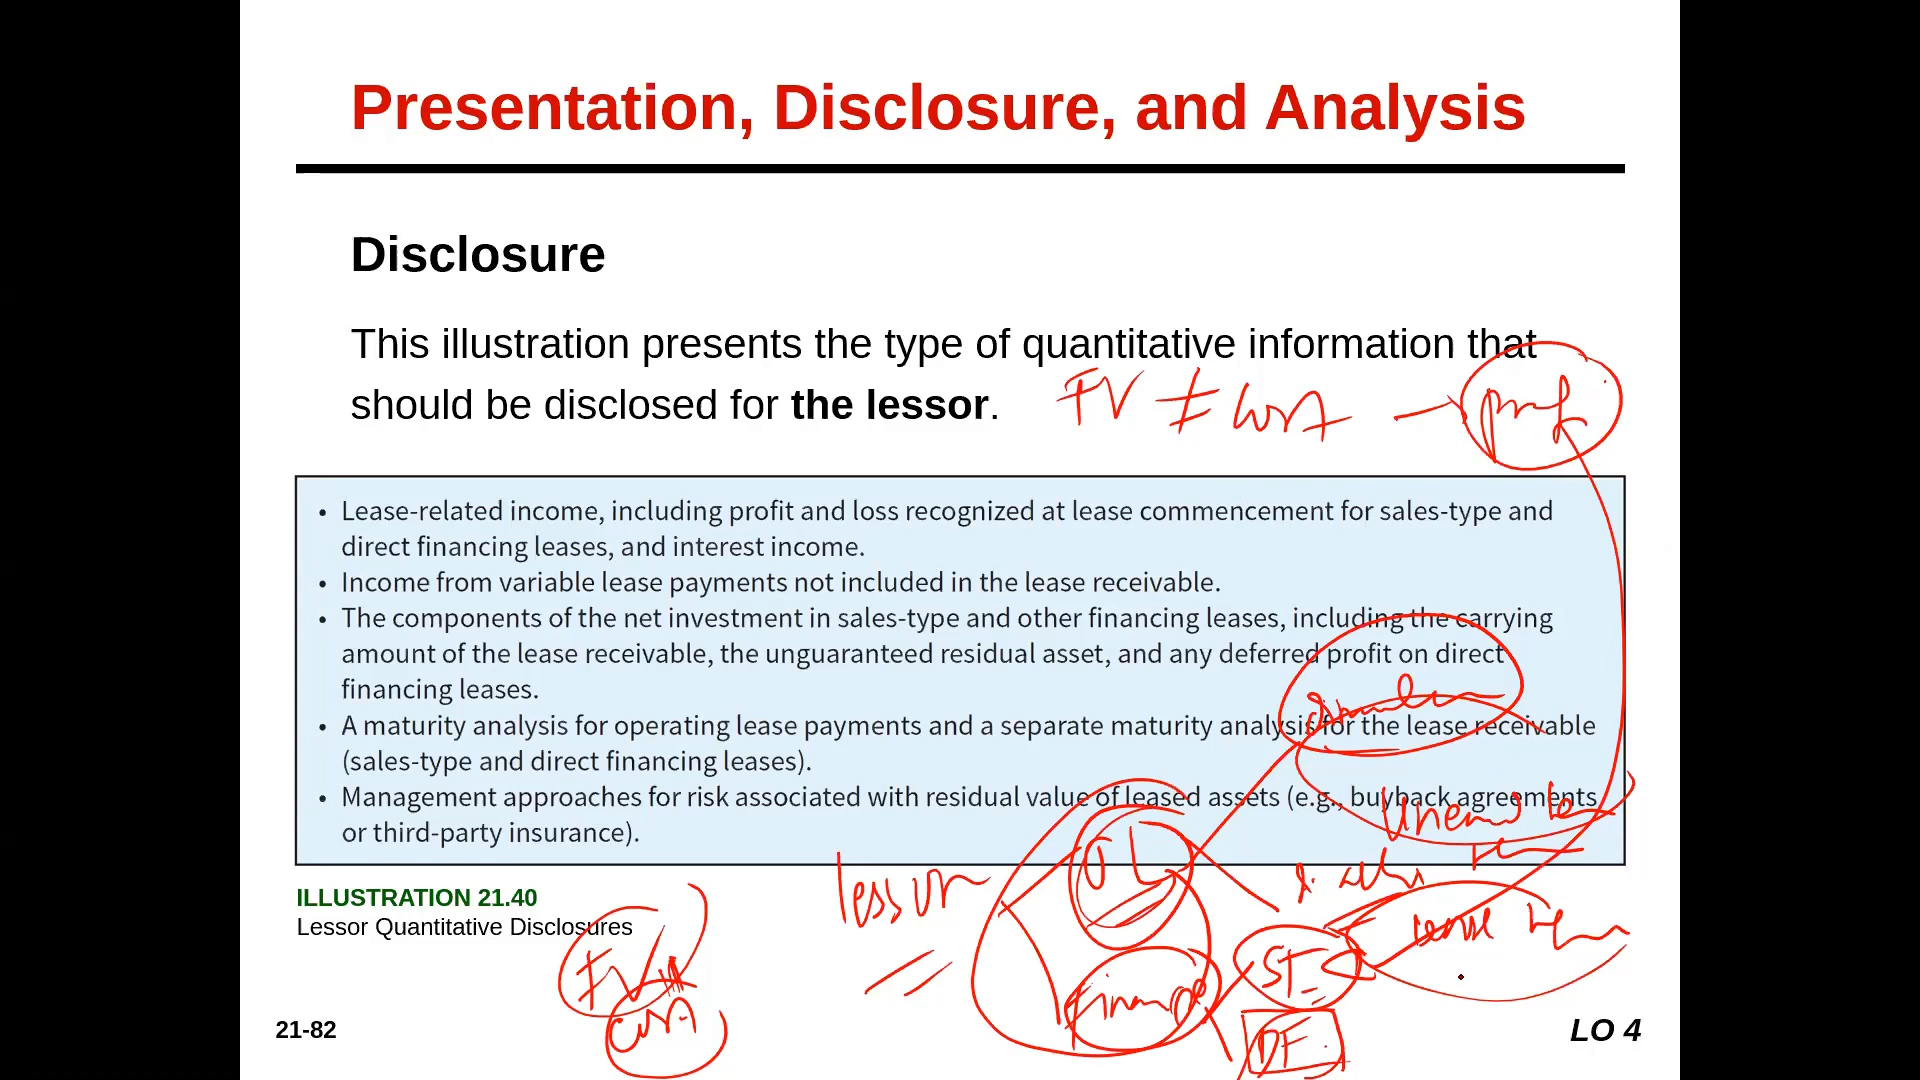 Presentation, Disclosure, and Analysis
Disclosure
This illustration presents the type of quantitative information that
should be disclosed for the lessor.
FV ≠ Cost
• Lease-related income, including profit and loss recognized at lease commencement for sales-type and
direct financing leases, and interest income.
• Income from variable lease payments not included in the lease receivable.
• The components of the net investment in sales-type and other financing leases, including the carrying
amount of the lease receivable, the unguaranteed residual asset, and any deferred profit on direct
financing leases.
• A maturity analysis for operating lease payments and a separate maturity analysis for the lease receivable
(sales-type and direct financing leases).
• Management approaches for risk associated with residual value of leased assets (e.g., buyback agreements
or third-party insurance).
lessor
OL
ILLUSTRATION 21.40
Lessor Quantitative Disclosures
FV
ST
Finance
Cost
DF
21-82
LO 4